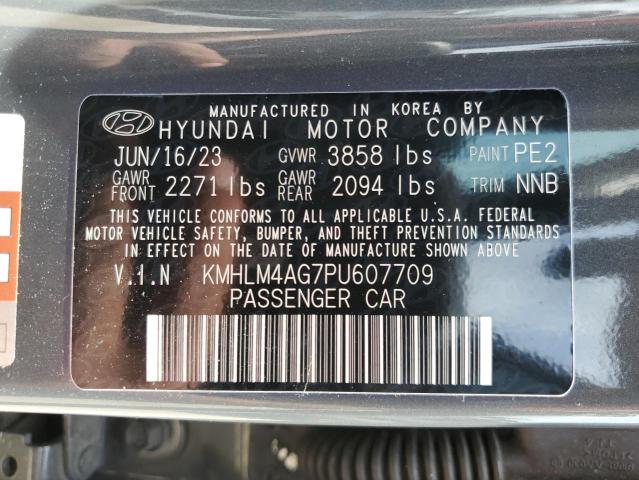 MANUFACTURED IN KOREA BY
HYUNDAI MOTOR COMPANY
JUN/16/23 GVWR 3858 lbs PAINT PE2
GAWR FRONT 2271 lbs GAWR REAR 2094 lbs TRIM NNB
THIS VEHICLE CONFORMS TO ALL APPLICABLE U.S.A. FEDERAL
MOTOR VEHICLE SAFETY, BUMPER, AND THEFT PREVENTION STANDARDS
IN EFFECT ON THE DATE OF MANUFACTURE SHOWN ABOVE
V.I.N KMHLM4AG7PU607709
PASSENGER CAR